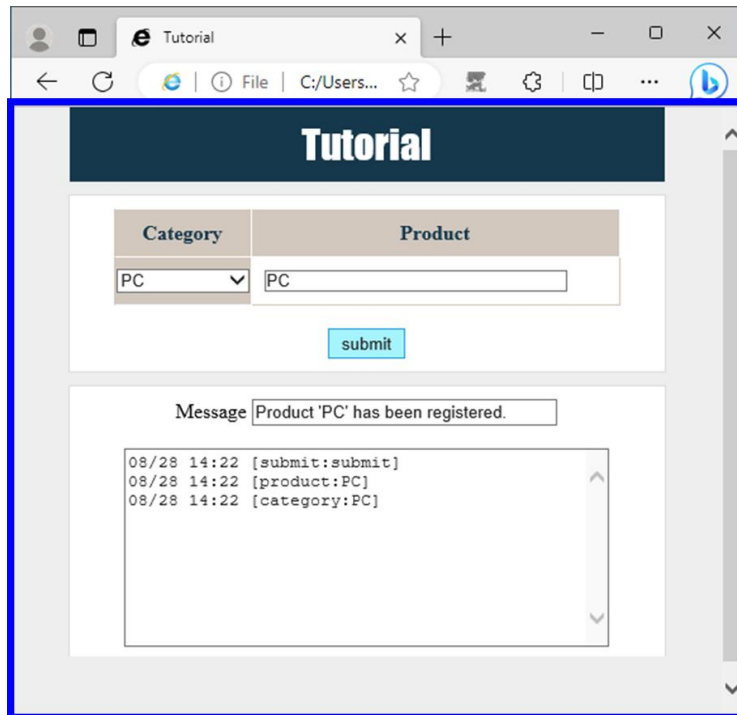 Tutorial
File C:/Users...
Tutorial
Category Product
PC PC
submit
Message Product 'PC' has been registered.
08/28 14:22 [submit:submit]
08/28 14:22 [product:PC]
08/28 14:22 [category:PC]